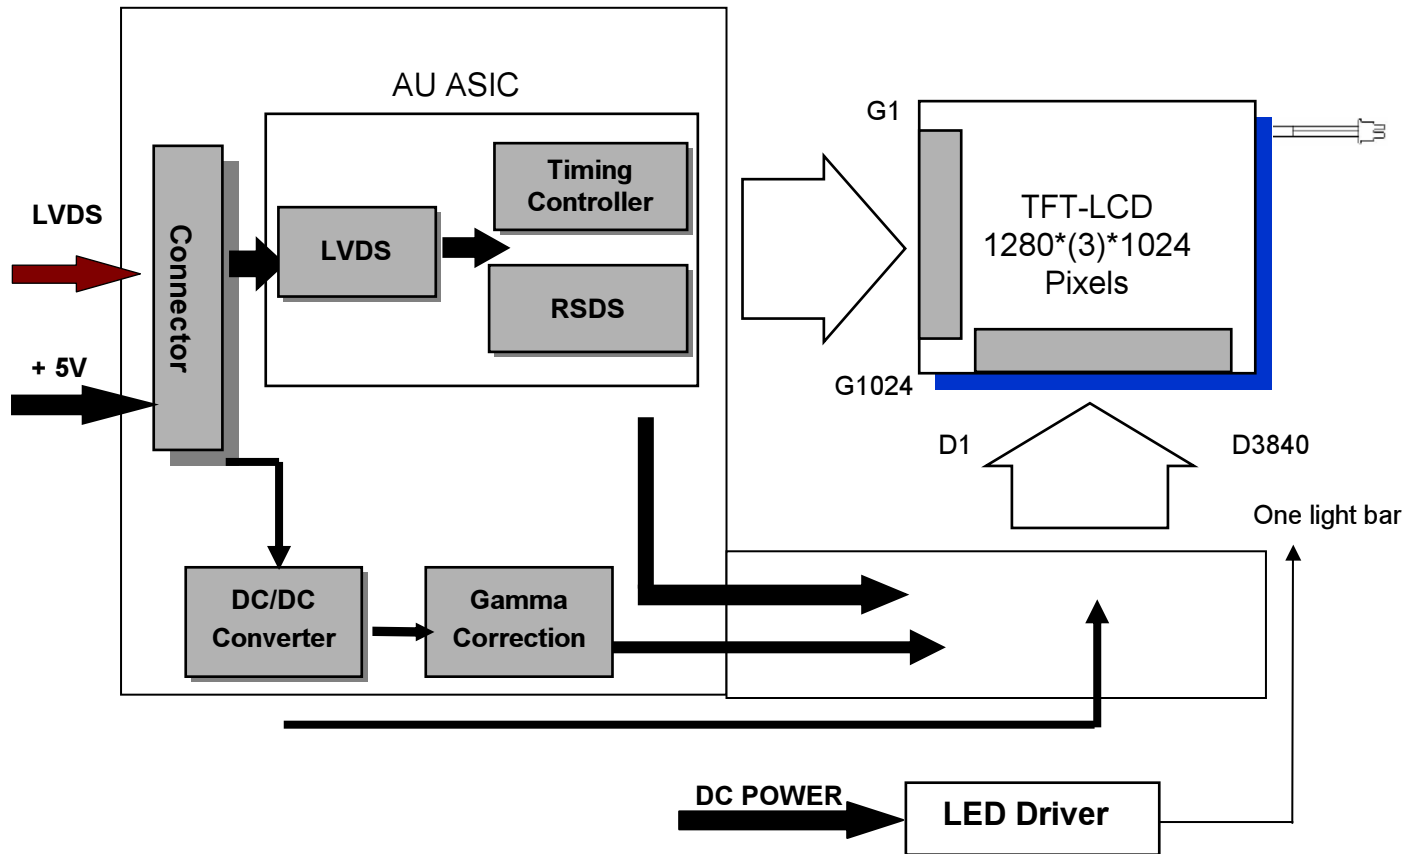 AU ASIC
G1
Timing
Controller
LVDS
Connector
LVDS
TFT-LCD
1280*(3)*1024
Pixels
RSDS
+ 5V
G1024
D1
D3840
One light bar
DC/DC
Converter
Gamma
Correction
DC POWER
LED Driver